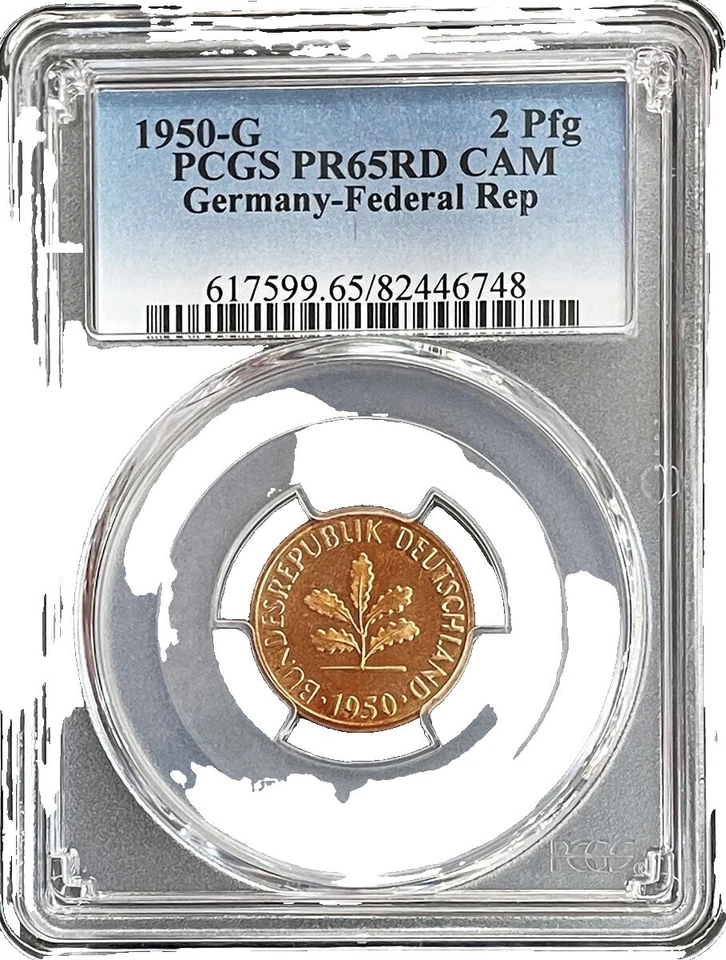 1950-G 2 Pfg
PCGS PR65RD CAM
Germany-Federal Rep
617599.65/82446748
BUNDESREPUBLIK DEUTSCHLAND
·1950·
PCGS